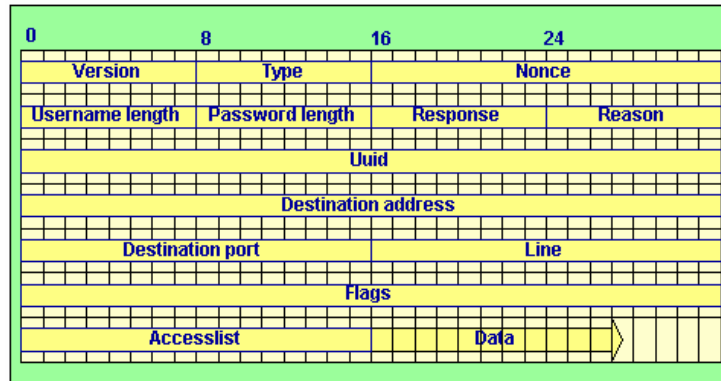 0 8 16 24
Version Type Nonce
Username length Password length Response Reason
Uuid
Destination address
Destination port Line
Flags
Accesslist Data